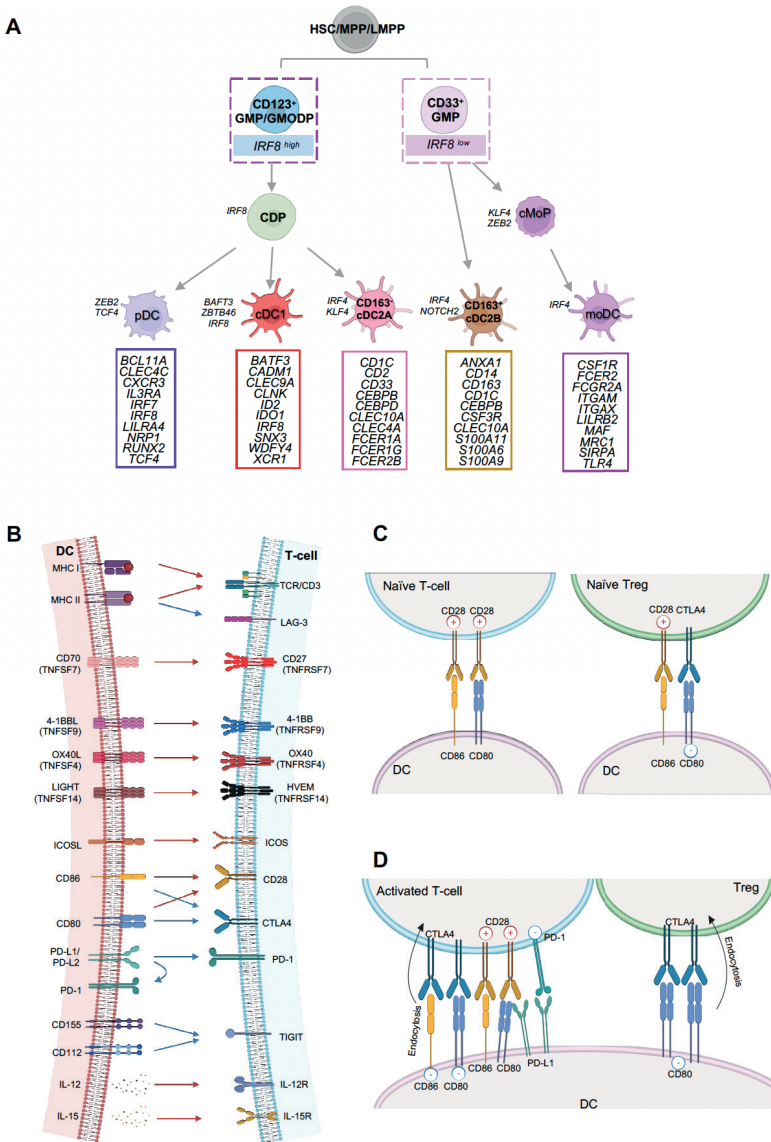 A
HSC/MPP/LMPP
CD123+
GMP/GMODP
IRF8 high
CD33+
GMP
IRF8 low
IRF8
CDP
KLF4
ZEB2
cMoP
ZEB2
TCF4
pDC
BAFT3
ZBTB46
IRF8
cDC1
IRF4
KLF4
CD163-
cDC2A
IRF4
NOTCH2
CD163+
cDC2B
IRF4
moDC
BCL11A
CLEC4C
CXCR3
IL3RA
IRF7
IRF8
LILRA4
NRP1
RUNX2
TCF4
BATF3
CADM1
CLEC9A
CLNK
ID2
IDO1
IRF8
SNX3
WDFY4
XCR1
CD1C
CD2
CD33
CEBPB
CEBPD
CLEC10A
CLEC4A
FCER1A
FCER1G
FCER2B
ANXA1
CD14
CD163
CD1C
CEBPB
CSF3R
CLEC10A
S100A11
S100A6
S100A9
CSF1R
FCER2
FCGR2A
ITGAM
ITGAX
LILRB2
MAF
MRC1
SIRPA
TLR4
B
DC
T-cell
MHC I
MHC II
TCR/CD3
LAG-3
CD70
(TNFSF7)
CD27
(TNFRSF7)
4-1BBL
(TNFSF9)
4-1BB
(TNFRSF9)
OX40L
(TNFSF4)
OX40
(TNFRSF4)
LIGHT
(TNFSF14)
HVEM
(TNFRSF14)
ICOSL
ICOS
CD86
CD28
CD80
CTLA4
PD-L1/
PD-L2
PD-1
PD-1
CD155
CD112
TIGIT
IL-12
IL-12R
IL-15
IL-15R
C
Naïve T-cell
CD28 CD28
+ +
CD86 CD80
DC
Naïve Treg
CD28 CTLA4
+
-
CD86 CD80
DC
D
Activated T-cell
CTLA4
CD28
+ +
-
PD-1
Endocytosis
- -
CD86 CD80
CD86 CD80
PD-L1
Treg
CTLA4
Endocytosis
-
CD80
DC